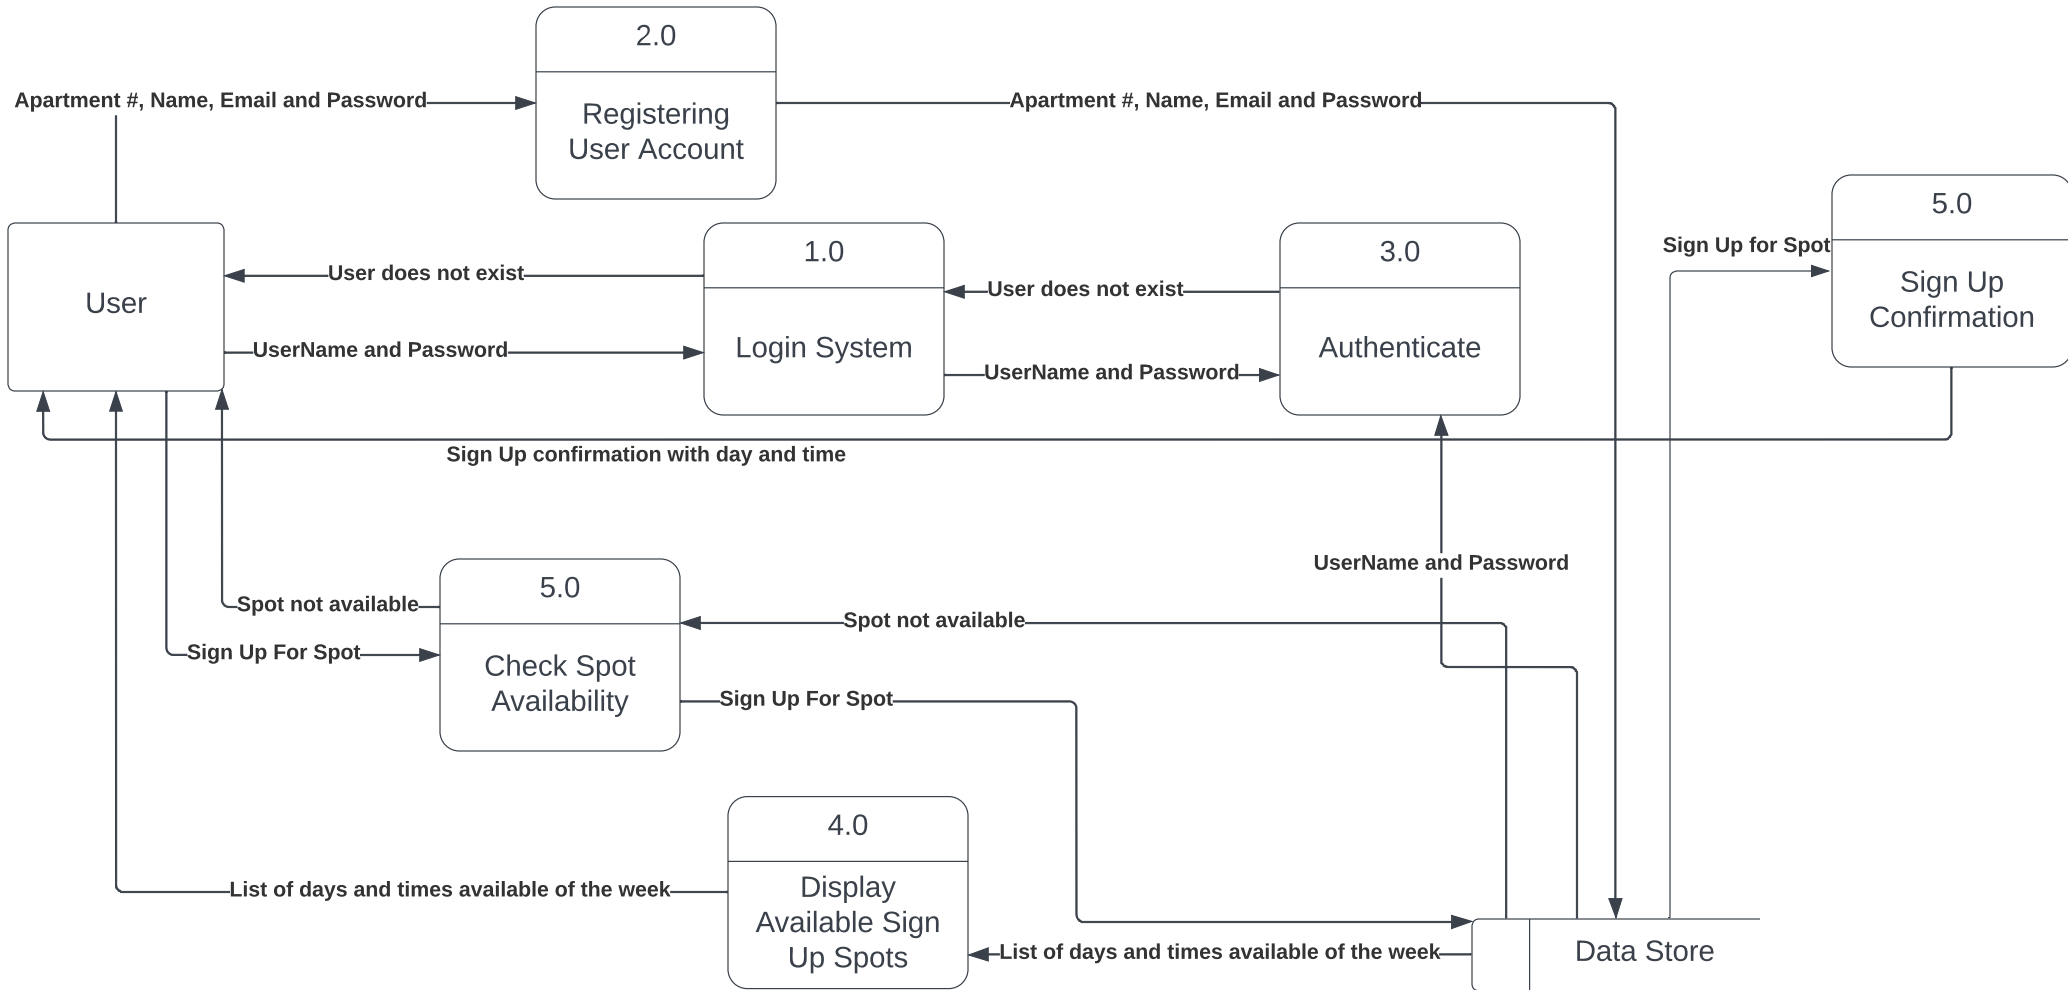 2.0
Apartment #, Name, Email and Password
Apartment #, Name, Email and Password
Registering
User Account
5.0
Sign Up for Spot
Sign Up
Confirmation
1.0
3.0
User does not exist
User does not exist
User
UserName and Password
Login System
UserName and Password
Authenticate
Sign Up confirmation with day and time
UserName and Password
5.0
Spot not available
Spot not available
Sign Up For Spot
Check Spot
Availability
Sign Up For Spot
4.0
List of days and times available of the week
Display
Available Sign
Up Spots
List of days and times available of the week
Data Store